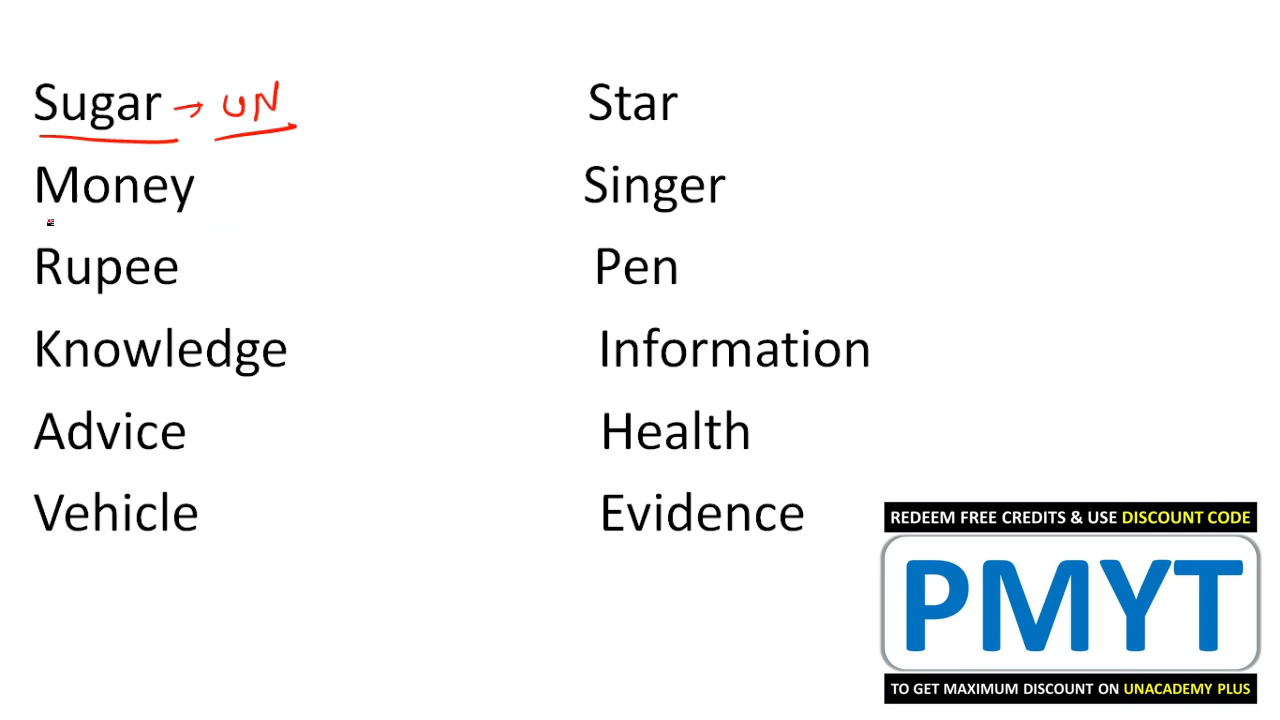 Sugar → UN
Star
Money
Singer
Rupee
Pen
Knowledge
Information
Advice
Health
Vehicle
Evidence
REDEEM FREE CREDITS & USE DISCOUNT CODE
PMYT
TO GET MAXIMUM DISCOUNT ON UNACADEMY PLUS